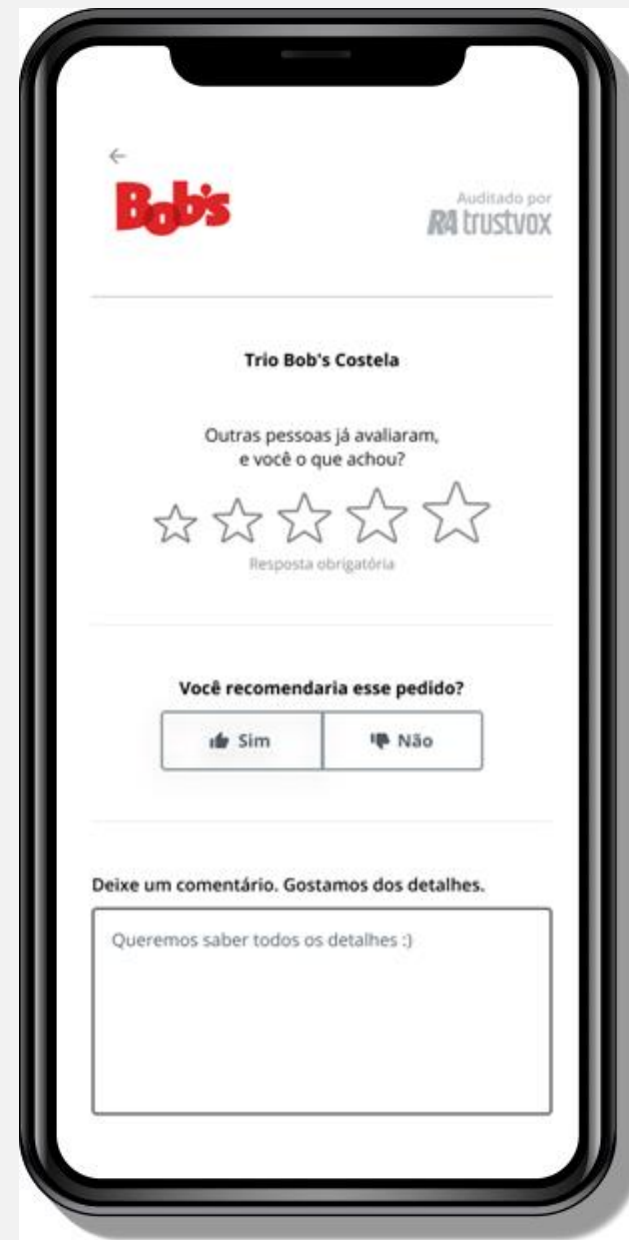 Bob's
Auditado por
RA trustvox
Trio Bob's Costela
Outras pessoas já avaliaram,
e você o que achou?
Resposta obrigatória
Você recomendaria esse pedido?
Sim
Não
Deixe um comentário. Gostamos dos detalhes.
Queremos saber todos os detalhes :)